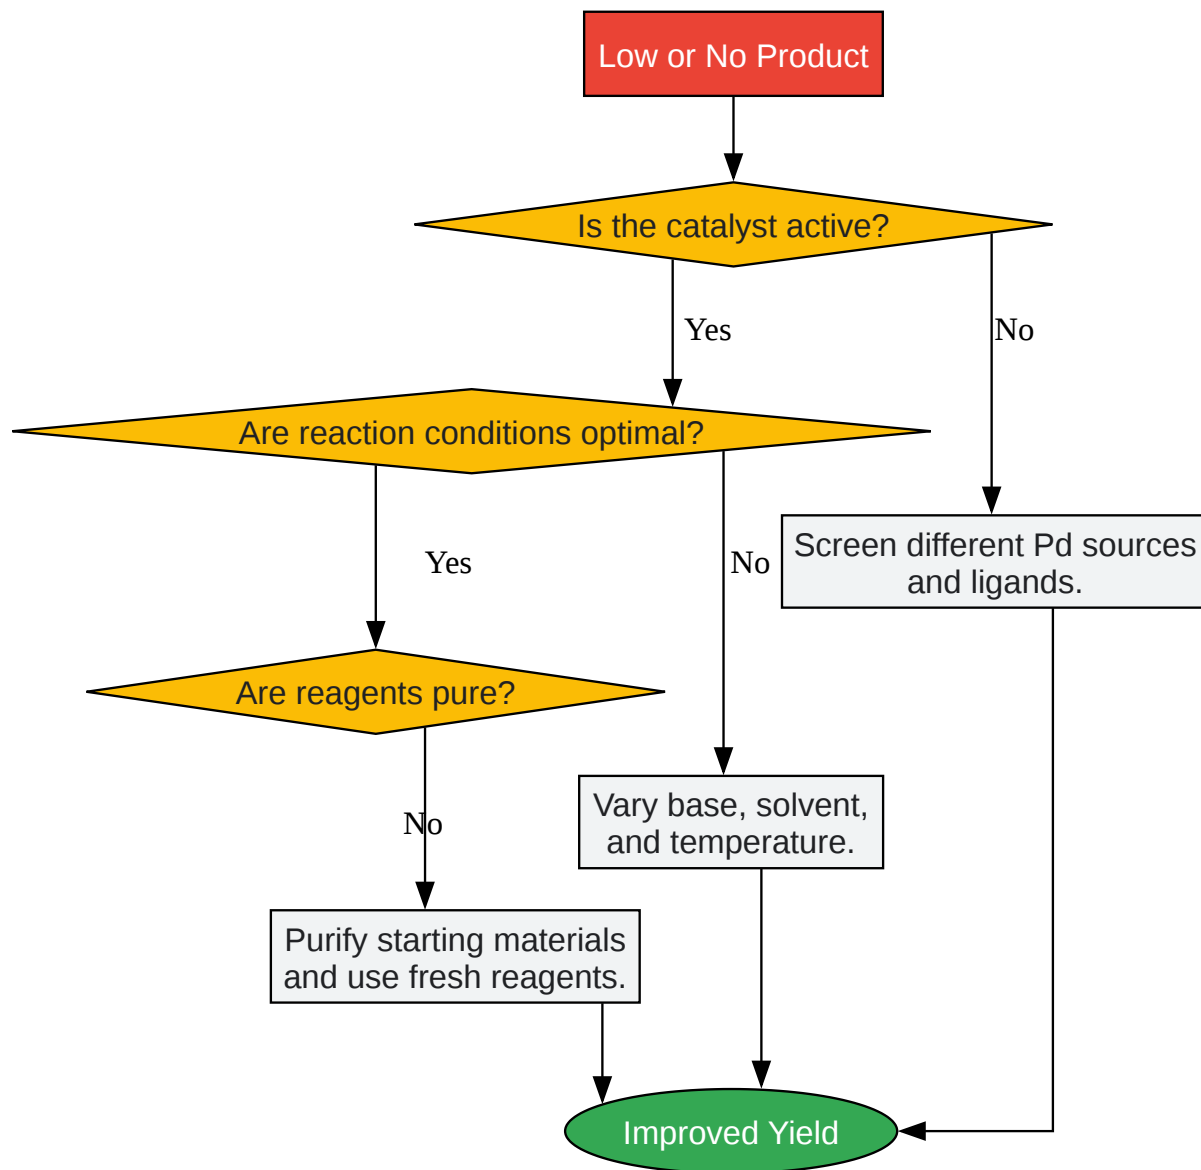 Low or No Product
Is the catalyst active?
Yes
No
Are reaction conditions optimal?
Yes
No
Screen different Pd sources
and ligands.
Are reagents pure?
No
Vary base, solvent,
and temperature.
Purify starting materials
and use fresh reagents.
Improved Yield